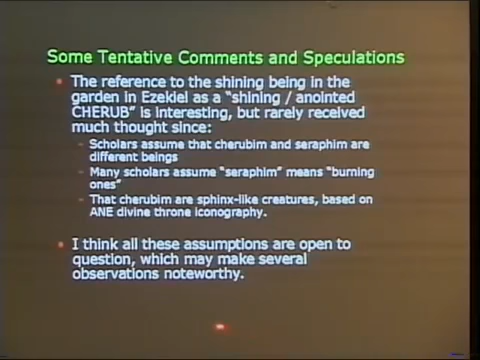 Some Tentative Comments and Speculations
The reference to the shining being in the
garden in Ezekiel as a "shining / anointed
CHERUB" is interesting, but rarely received
much thought since:
- Scholars assume that cherubim and seraphim are
different beings
- Many scholars assume "seraphim" means "burning
ones"
- That cherubim are sphinx-like creatures, based on
ANE divine throne iconography.
I think all these assumptions are open to
question, which may make several
observations noteworthy.